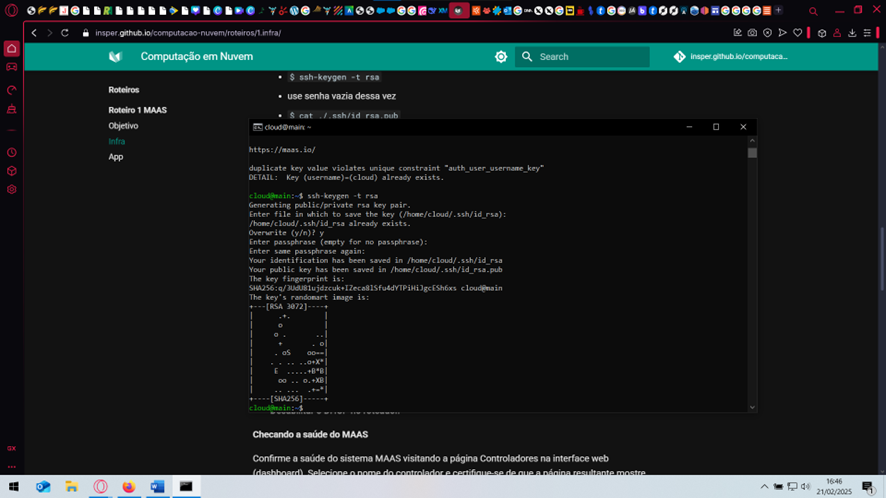 insper.github.io/computacao-nuvem/roteiros/1.infra/
Computação em Nuvem
Search
insper.github.io/computaca...
Roteiros
Roteiro 1 MAAS
Objetivo
Infra
App
$ ssh-keygen -t rsa
use senha vazia dessa vez
$ cat ./.ssh/id_rsa.pub
cloud@main: ~
https://maas.io/
duplicate key value violates unique constraint "auth_user_username_key"
DETAIL:  Key (username)=(cloud) already exists.
cloud@main:~$ ssh-keygen -t rsa
Generating public/private rsa key pair.
Enter file in which to save the key (/home/cloud/.ssh/id_rsa):
/home/cloud/.ssh/id_rsa already exists.
Overwrite (y/n)? y
Enter passphrase (empty for no passphrase):
Enter same passphrase again:
Your identification has been saved in /home/cloud/.ssh/id_rsa
Your public key has been saved in /home/cloud/.ssh/id_rsa.pub
The key fingerprint is:
SHA256:q/3UdU81ujdzcuk+IZeca8lSfu4dYTPiHiJgcESh6xs cloud@main
The key's randomart image is:
+---[RSA 3072]----+
|      .+.        |
|      o          |
|     o .       ..|
|      +       . o|
|     . oS    oo==|
|    . . .. ..o+X*|
|     E  .....+B*B|
|      oo .. o.+XB|
|     .. ...  .+=*|
+----[SHA256]-----+
cloud@main:~$
Checando a saúde do MAAS
Confirme a saúde do sistema MAAS visitando a página Controladores na interface web
(dashboard). Selecione o nome do controlador e certifique-se de que a página resultante mostre
GX
16:46
21/02/2025